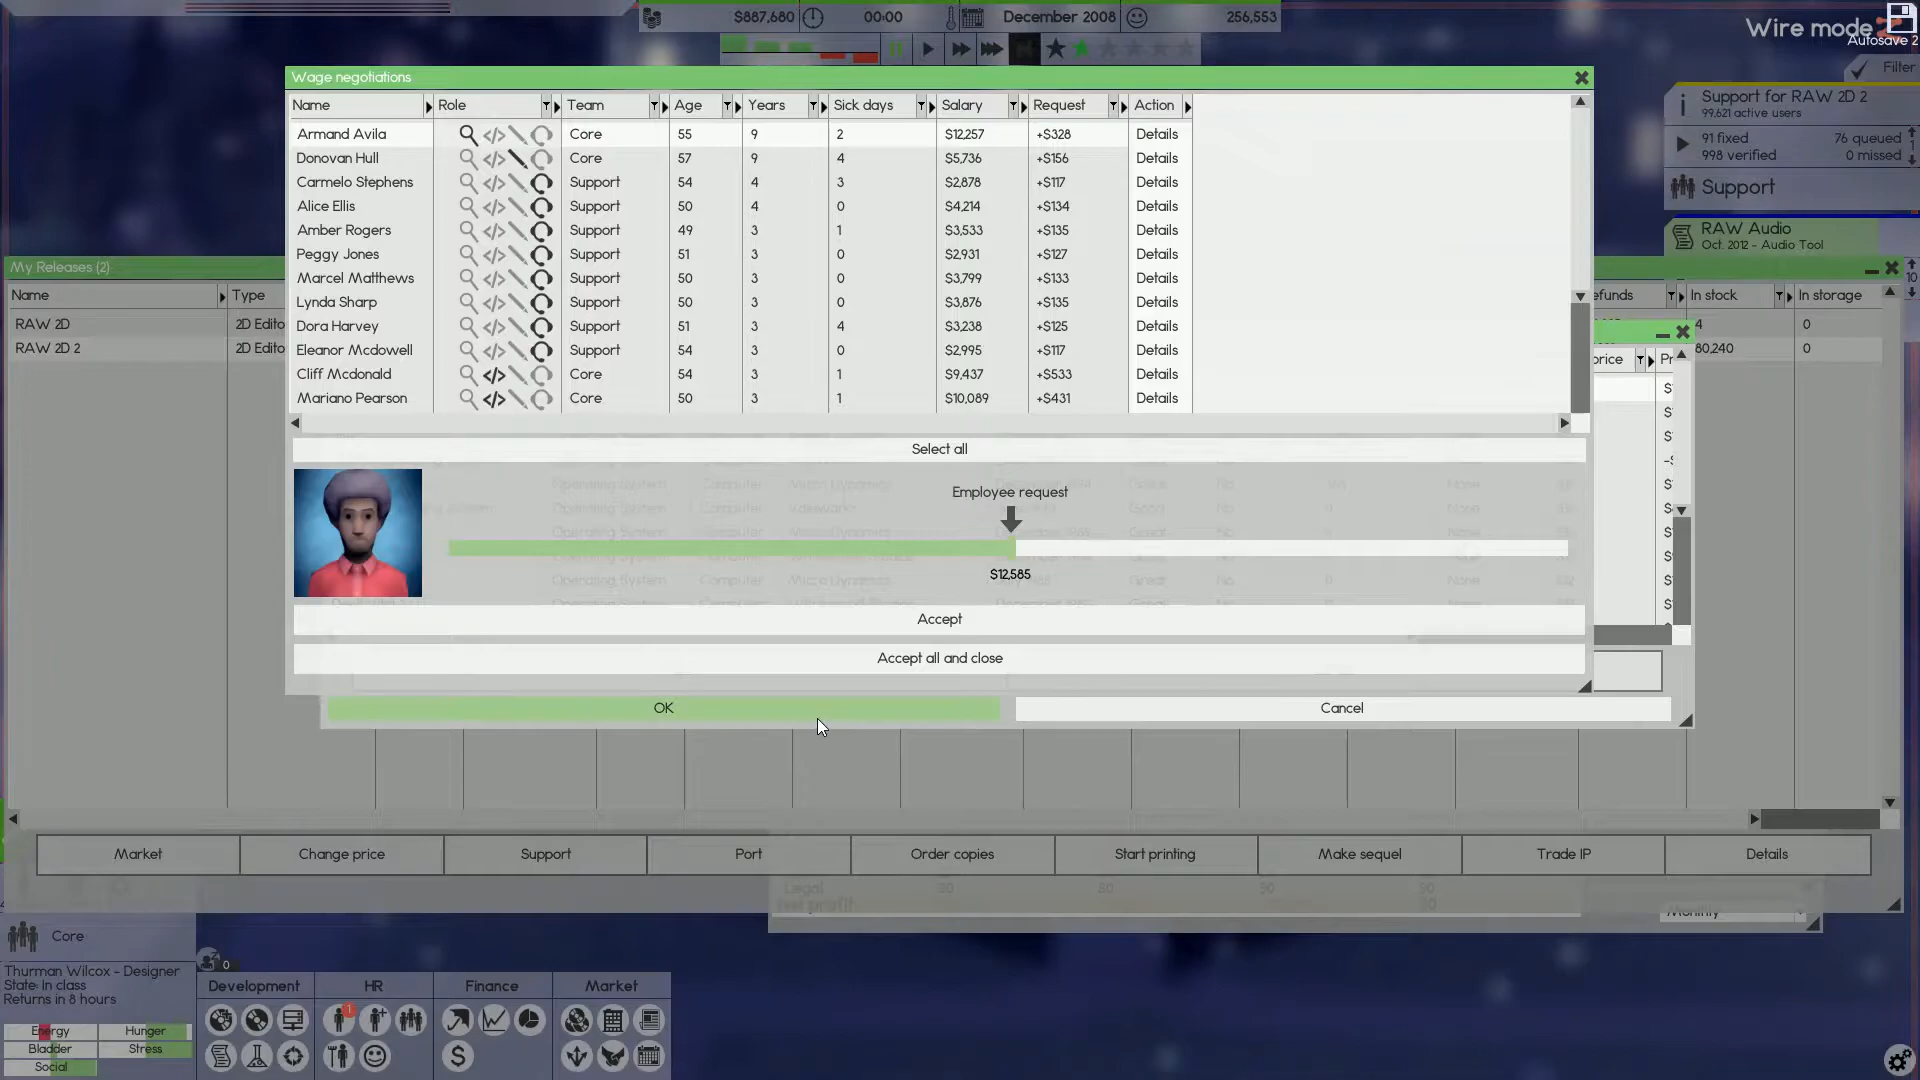 $887,680
00:00
December 2008
256,553
Wire mode
Autosave 2
Filter
Wage negotiations
Name Role Team Age Years Sick days Salary Request Action
Armand Avila Core 55 9 2 $12,257 +$328 Details
Donovan Hull Core 57 9 4 $5,736 +$156 Details
Carmelo Stephens Support 54 4 3 $2,878 +$117 Details
Alice Ellis Support 50 4 0 $4,214 +$134 Details
Amber Rogers Support 49 3 1 $3,533 +$135 Details
Peggy Jones Support 51 3 0 $2,931 +$127 Details
Marcel Matthews Support 50 3 0 $3,799 +$133 Details
Lynda Sharp Support 50 3 0 $3,876 +$135 Details
Dora Harvey Support 51 3 4 $3,238 +$125 Details
Eleanor Mcdowell Support 54 3 0 $2,995 +$117 Details
Cliff Mcdonald Core 54 3 1 $9,437 +$533 Details
Mariano Pearson Core 50 3 1 $10,089 +$431 Details
Select all
Employee request
$12,585
Accept
Accept all and close
OK
Cancel
Support for RAW 2D 2
99,621 active users
91 fixed 76 queued
998 verified 0 missed
1
Support
RAW Audio
Oct. 2012 - Audio Tool
10
My Releases (2)
Name Type efunds In stock In storage
RAW 2D 2D Edito 4 0
RAW 2D 2 2D Edito 80,240 0
Market Change price Support Port Order copies Start printing Make sequel Trade IP Details
Legal
Monthly
Core
Thurman Wilcox - Designer
State: In class
Returns in 8 hours
Energy Hunger
Bladder Stress
Social
0
Development HR Finance Market
1